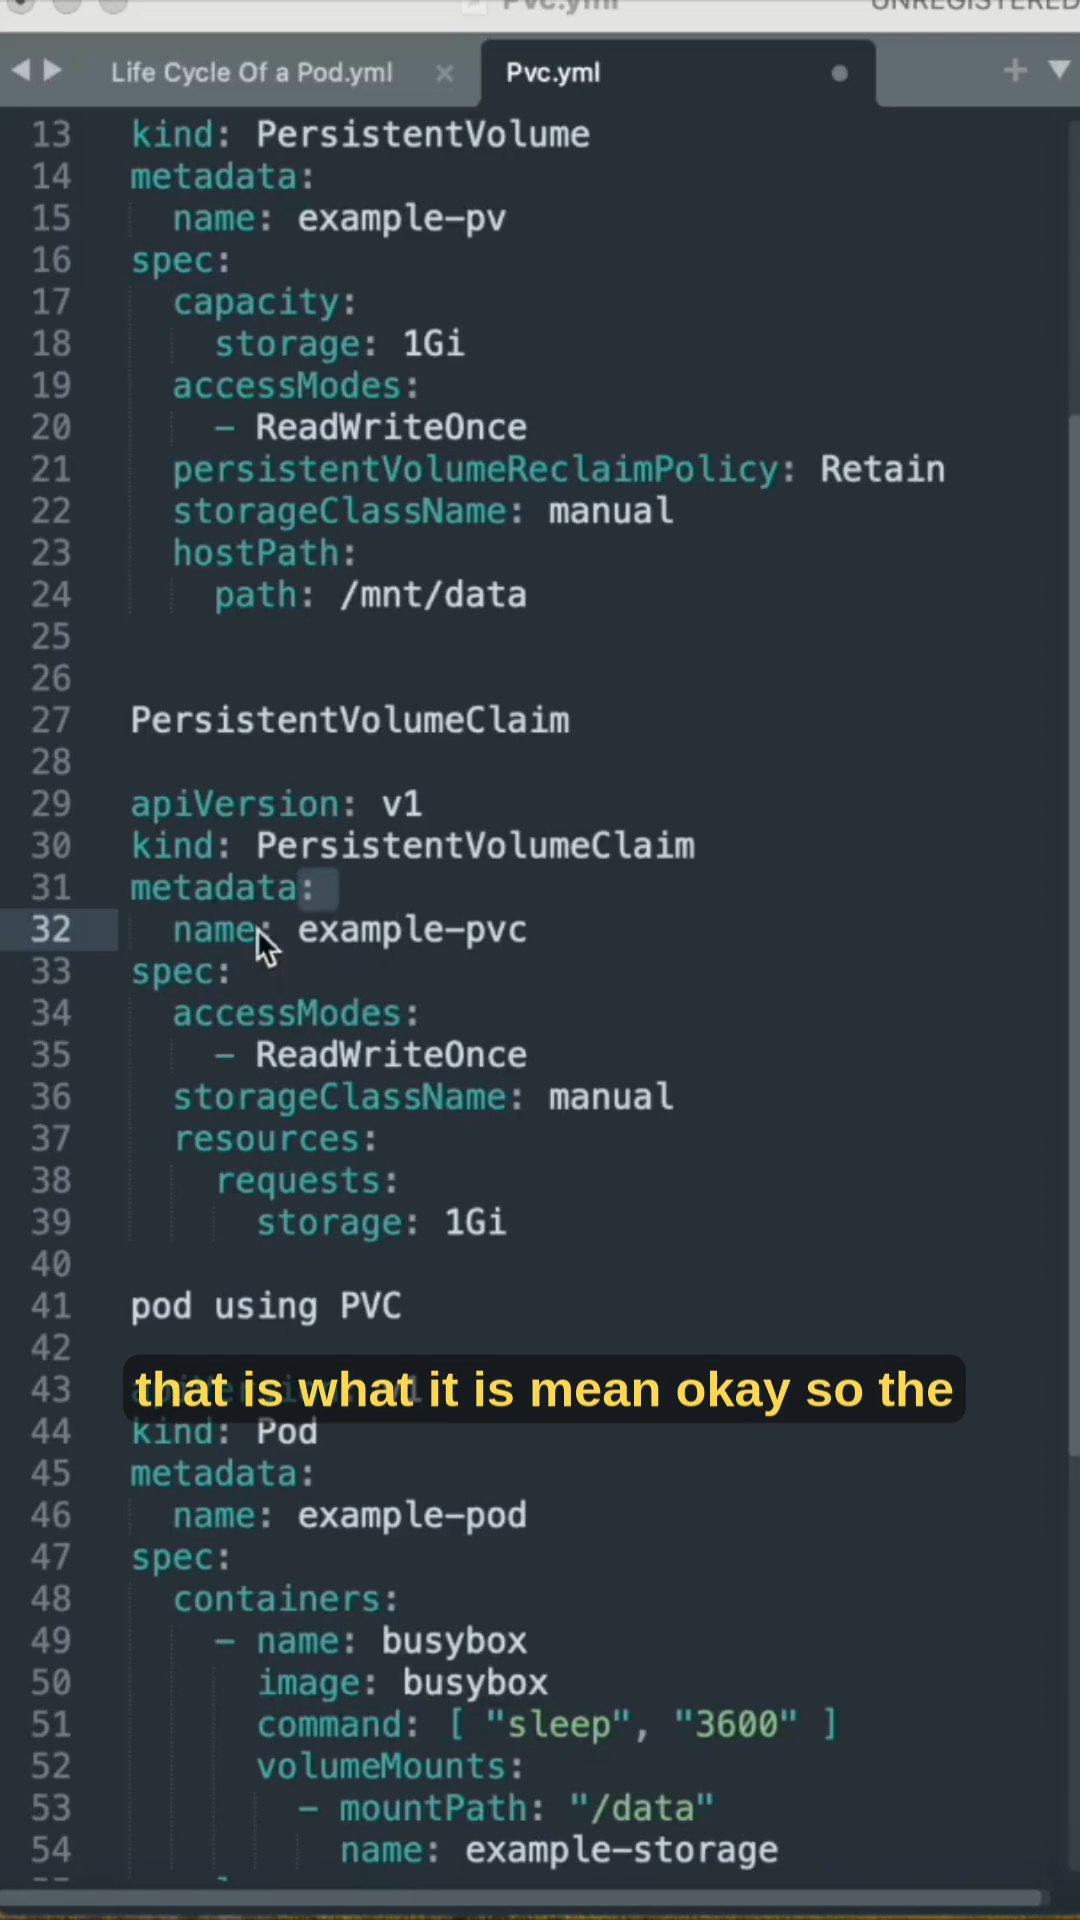 Pvc.yml
UNREGISTERED
Life Cycle Of a Pod.yml
Pvc.yml
13 kind: PersistentVolume
14 metadata:
15   name: example-pv
16 spec:
17   capacity:
18     storage: 1Gi
19   accessModes:
20     - ReadWriteOnce
21   persistentVolumeReclaimPolicy: Retain
22   storageClassName: manual
23   hostPath:
24     path: /mnt/data
25
26
27 PersistentVolumeClaim
28
29 apiVersion: v1
30 kind: PersistentVolumeClaim
31 metadata:
32   name: example-pvc
33 spec:
34   accessModes:
35     - ReadWriteOnce
36   storageClassName: manual
37   resources:
38     requests:
39       storage: 1Gi
40
41 pod using PVC
42
43
that is what it is mean okay so the
44 kind: Pod
45 metadata:
46   name: example-pod
47 spec:
48   containers:
49     - name: busybox
50       image: busybox
51       command: [ "sleep", "3600" ]
52       volumeMounts:
53         - mountPath: "/data"
54           name: example-storage